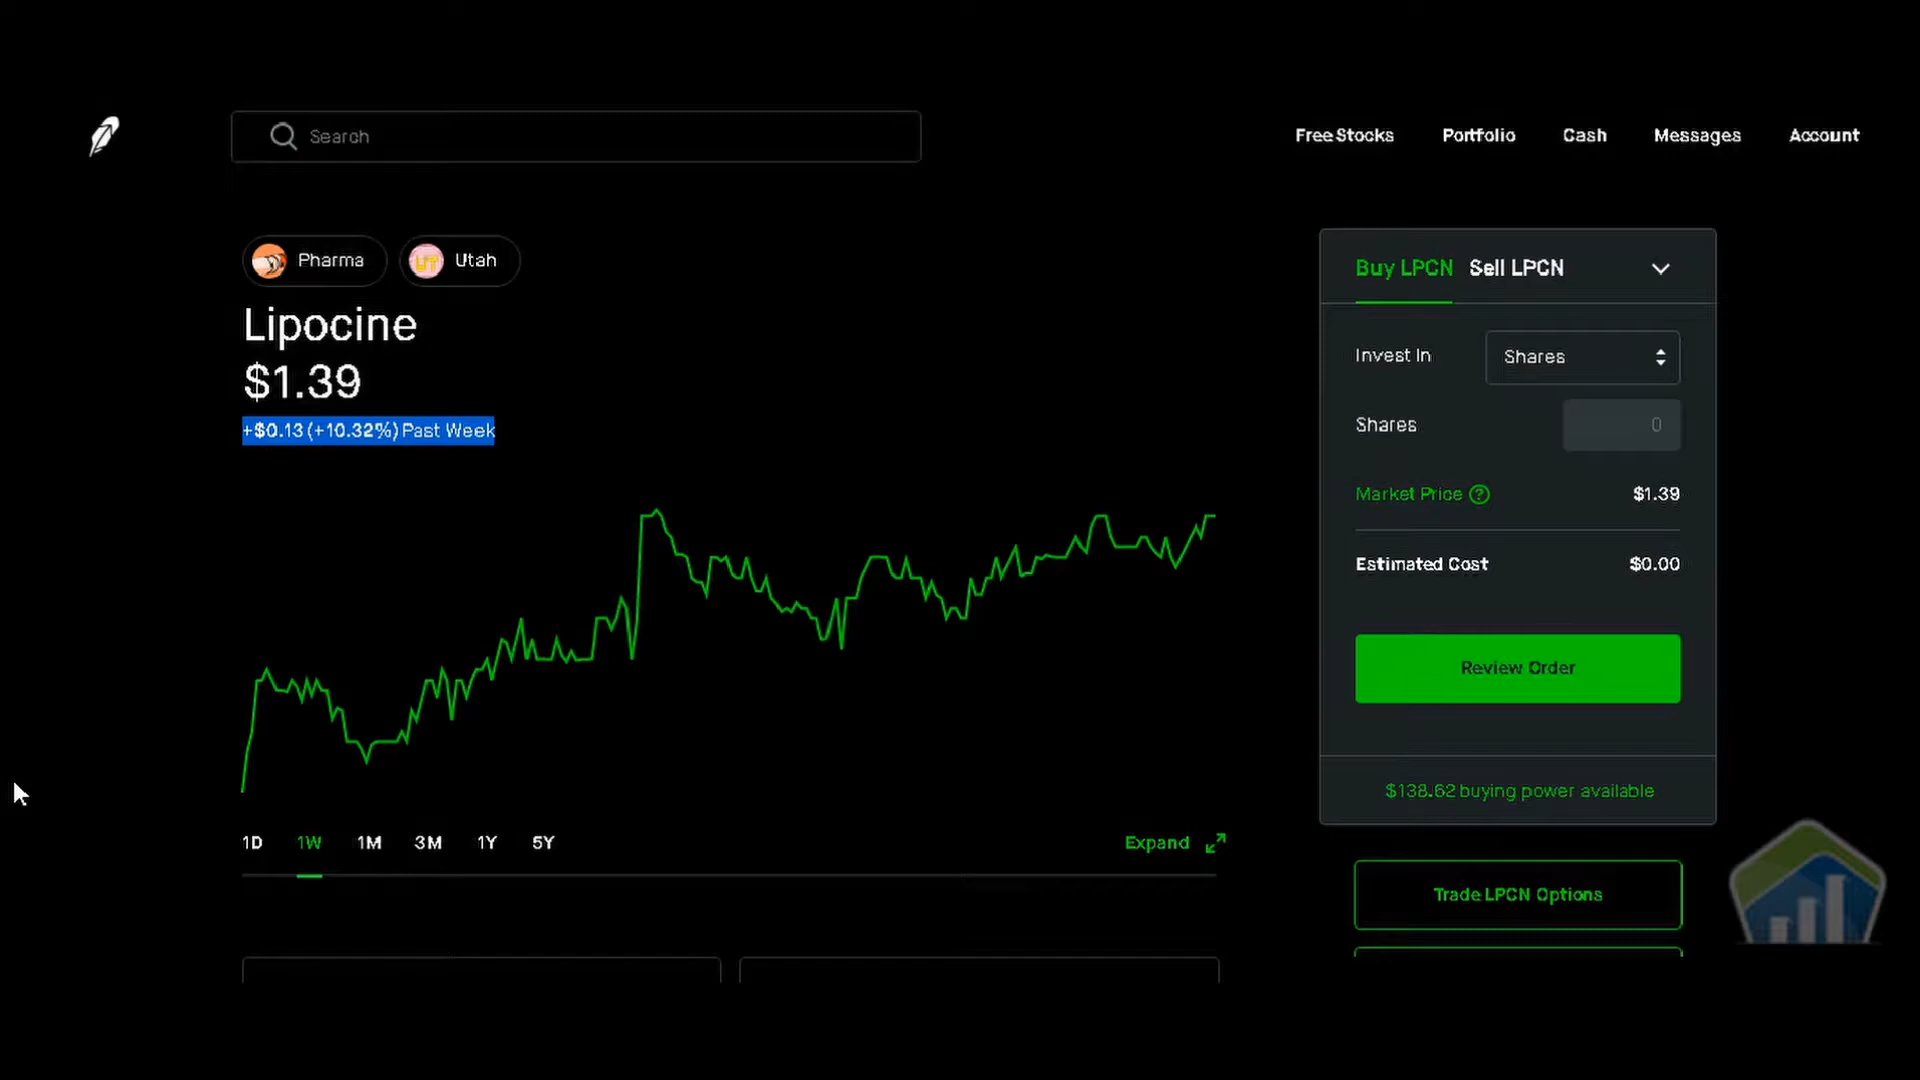 Search
Free Stocks
Portfolio
Cash
Messages
Account
Pharma
UT
Utah
Lipocine
$1.39
+$0.13 (+10.32%) Past Week
1D
1W
1M
3M
1Y
5Y
Expand
Buy LPCN
Sell LPCN
Invest In
Shares
Shares
0
Market Price ?
$1.39
Estimated Cost
$0.00
Review Order
$138.62 buying power available
Trade LPCN Options